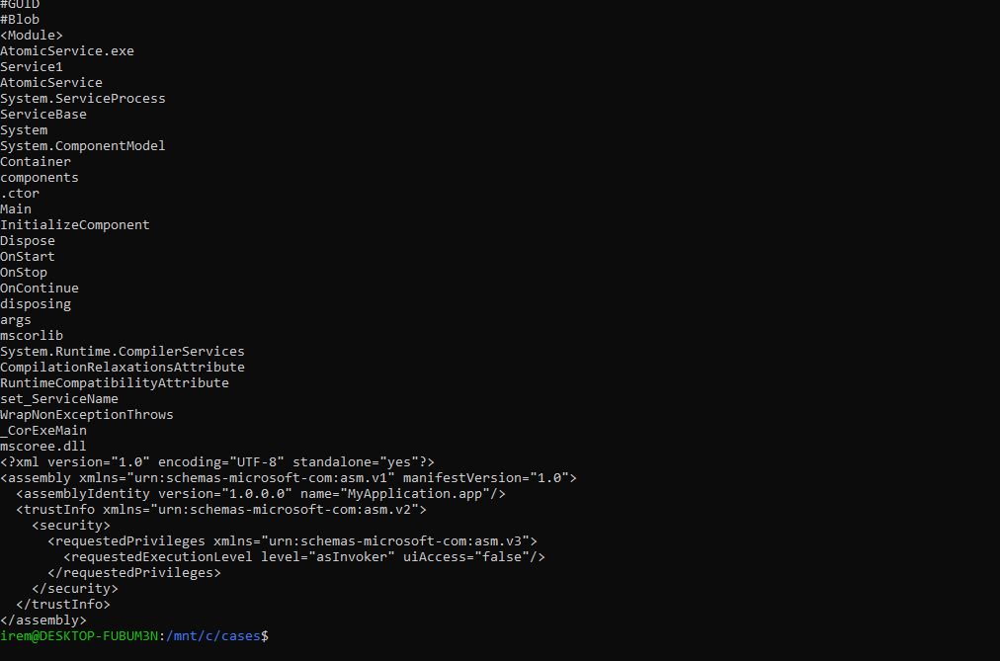 #GUID
#Blob
<Module>
AtomicService.exe
Service1
AtomicService
System.ServiceProcess
ServiceBase
System
System.ComponentModel
Container
components
.ctor
Main
InitializeComponent
Dispose
OnStart
OnStop
OnContinue
disposing
args
mscorlib
System.Runtime.CompilerServices
CompilationRelaxationsAttribute
RuntimeCompatibilityAttribute
set_ServiceName
WrapNonExceptionThrows
_CorExeMain
mscoree.dll
<?xml version="1.0" encoding="UTF-8" standalone="yes"?>
<assembly xmlns="urn:schemas-microsoft-com:asm.v1" manifestVersion="1.0">
  <assemblyIdentity version="1.0.0.0" name="MyApplication.app"/>
  <trustInfo xmlns="urn:schemas-microsoft-com:asm.v2">
    <security>
      <requestedPrivileges xmlns="urn:schemas-microsoft-com:asm.v3">
        <requestedExecutionLevel level="asInvoker" uiAccess="false"/>
      </requestedPrivileges>
    </security>
  </trustInfo>
</assembly>
irem@DESKTOP-FUBUM3N:/mnt/c/cases$